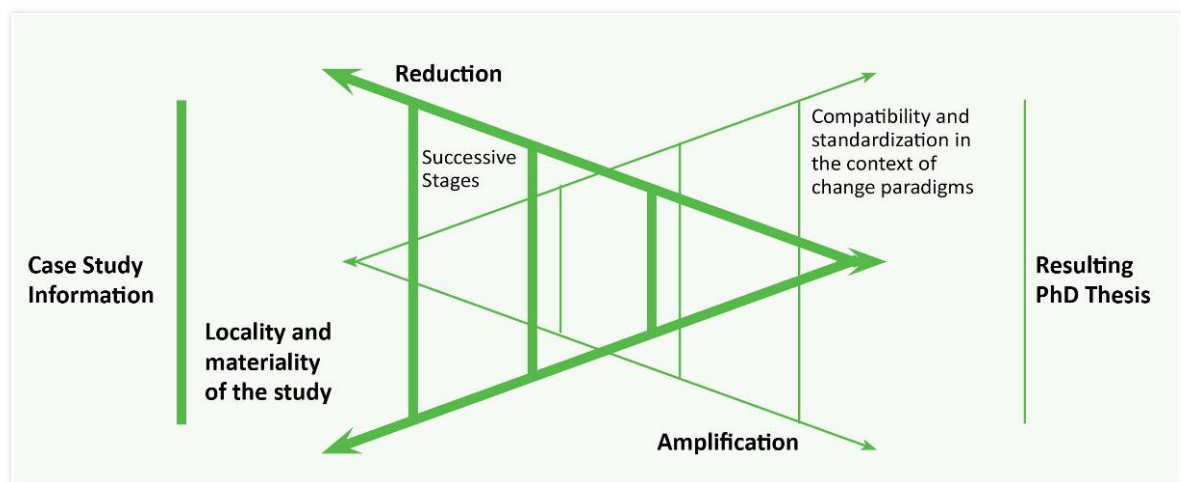 Reduction
Successive
Stages
Compatibility and
standardization in
the context of
change paradigms
Case Study
Information
Locality and
materiality
of the study
Resulting
PhD Thesis
Amplification